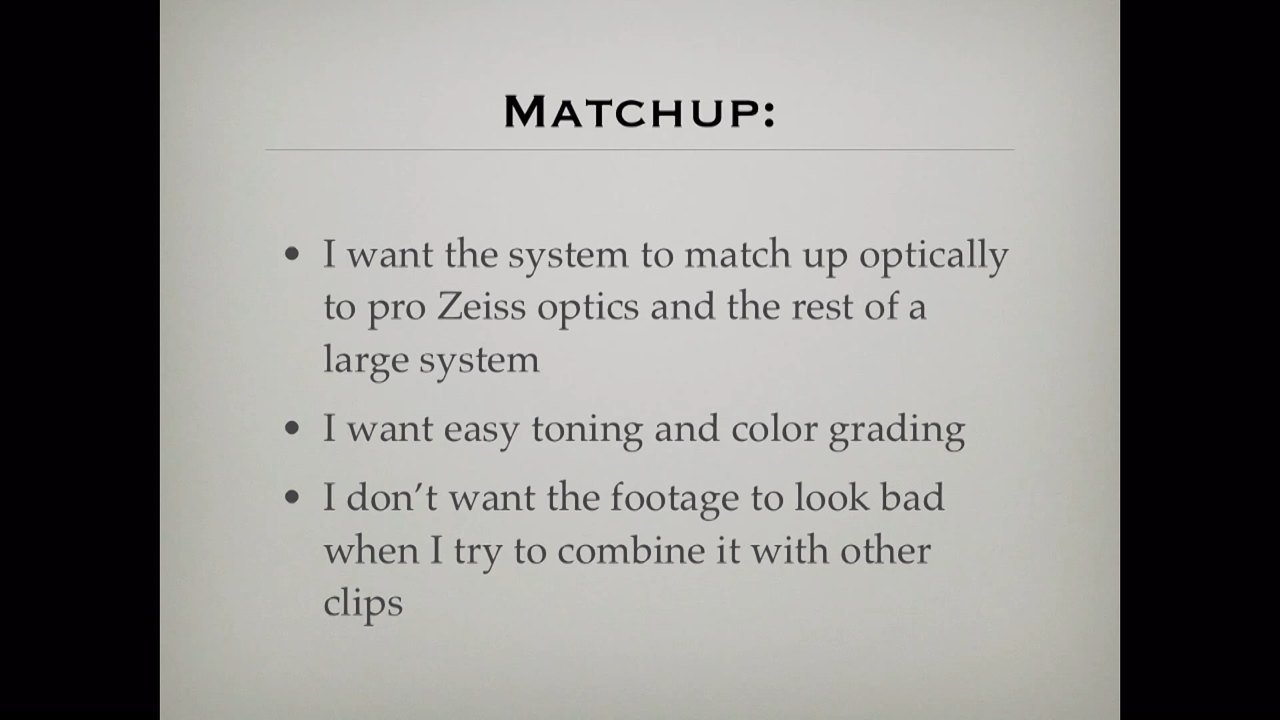 Matchup:
• I want the system to match up optically
to pro Zeiss optics and the rest of a
large system
• I want easy toning and color grading
• I don’t want the footage to look bad
when I try to combine it with other
clips